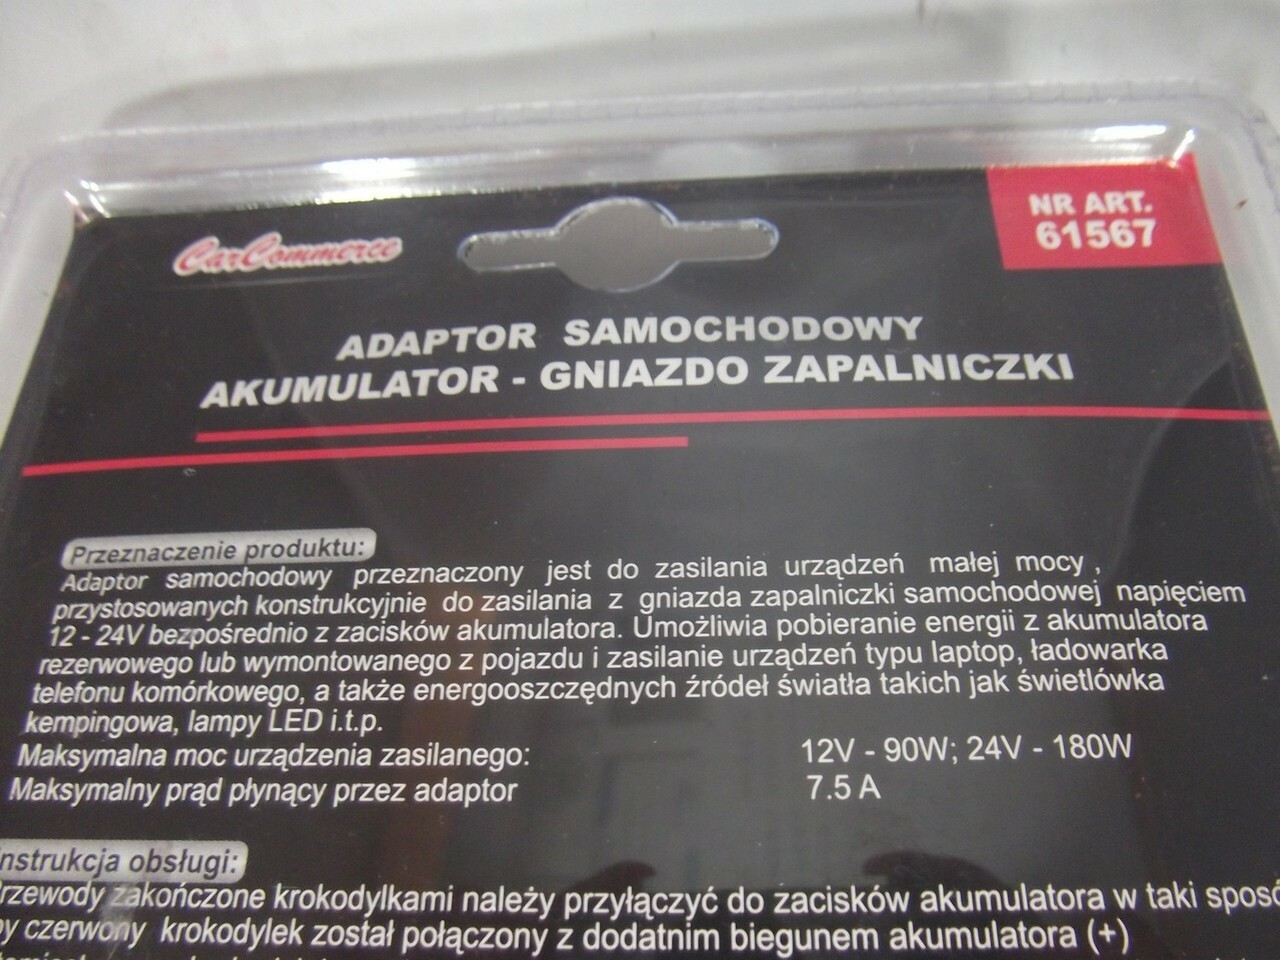 CarCommerce
NR ART.
61567
ADAPTOR SAMOCHODOWY
AKUMULATOR - GNIAZDO ZAPALNICZKI
Przeznaczenie produktu:
Adaptor samochodowy przeznaczony jest do zasilania urządzeń małej mocy ,
przystosowanych konstrukcyjnie do zasilania z gniazda zapalniczki samochodowej napięciem
12 - 24V bezpośrednio z zacisków akumulatora. Umożliwia pobieranie energii z akumulatora
rezerwowego lub wymontowanego z pojazdu i zasilanie urządzeń typu laptop, ładowarka
telefonu komórkowego, a także energooszczędnych źródeł światła takich jak świetlówka
kempingowa, lampy LED i.t.p.
Maksymalna moc urządzenia zasilanego: 12V - 90W; 24V - 180W
Maksymalny prąd płynący przez adaptor 7.5 A
nstrukcja obsługi:
rzewody zakończone krokodylkami należy przyłączyć do zacisków akumulatora w taki sposó
by czerwony krokodylek został połączony z dodatnim biegunem akumulatora (+)